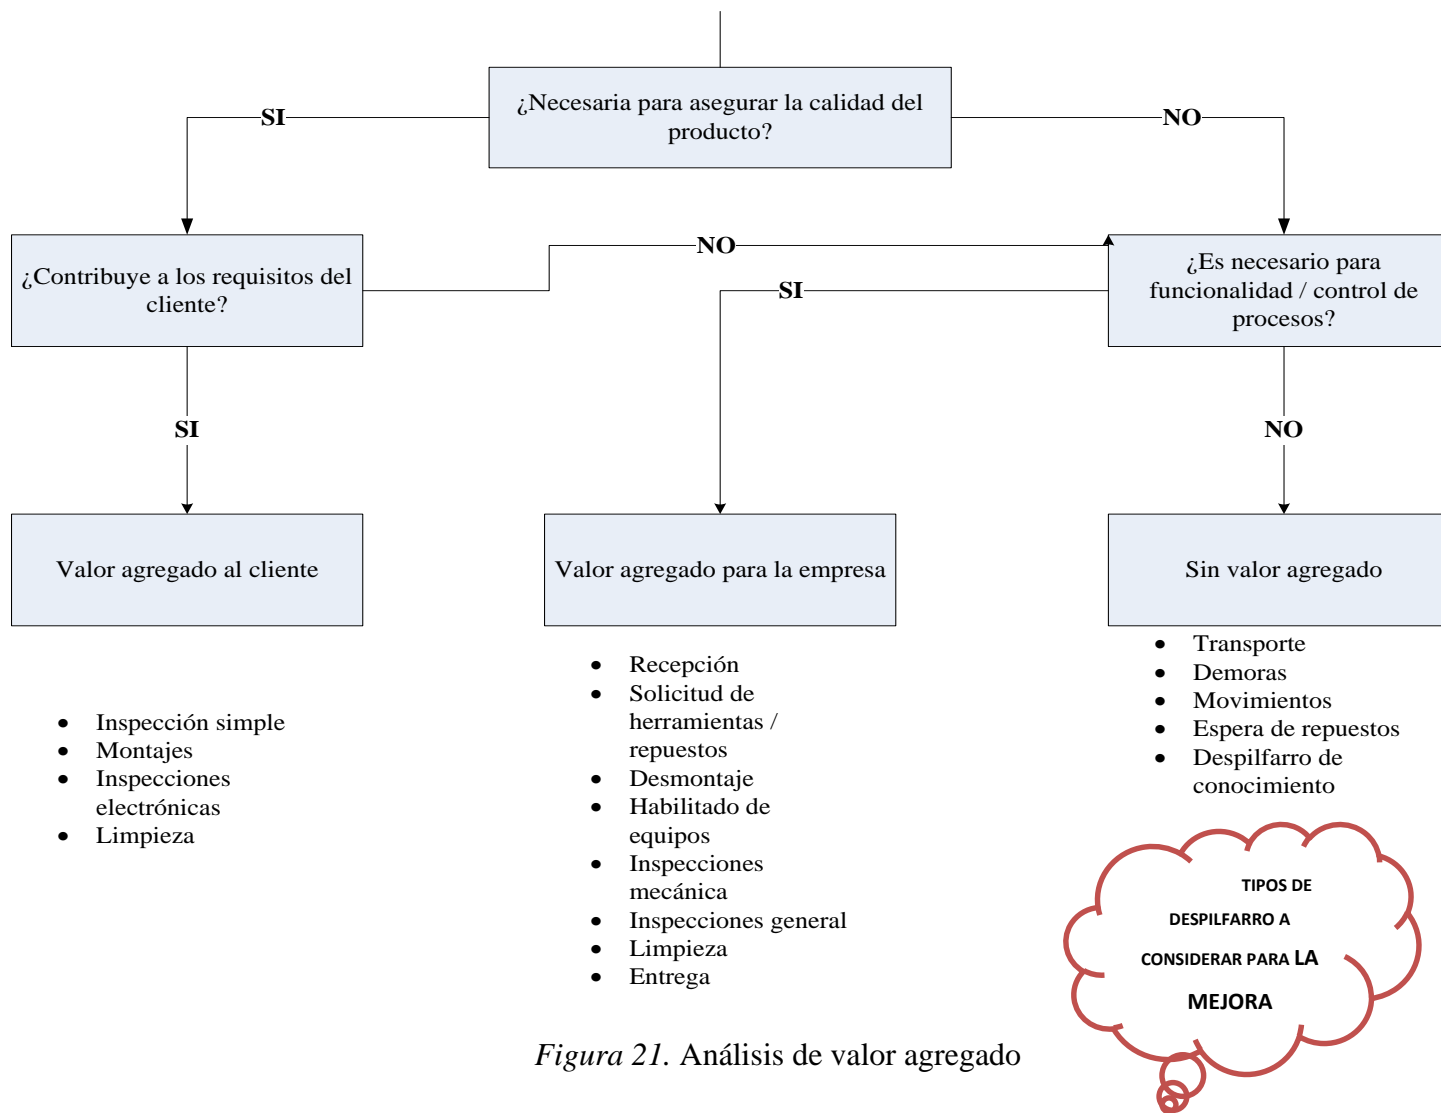 ¿Necesaria para asegurar la calidad del
producto?
SI
NO
¿Contribuye a los requisitos del
cliente?
NO
SI
¿Es necesario para
funcionalidad / control de
procesos?
SI
NO
Valor agregado al cliente
Valor agregado para la empresa
Sin valor agregado
• Inspección simple
• Montajes
• Inspecciones
electrónicas
• Limpieza
• Recepción
• Solicitud de
herramientas /
repuestos
• Desmontaje
• Habilitado de
equipos
• Inspecciones
mecánica
• Inspecciones general
• Limpieza
• Entrega
• Transporte
• Demoras
• Movimientos
• Espera de repuestos
• Despilfarro de
conocimiento
TIPOS DE
DESPILFARRO A
CONSIDERAR PARA LA
MEJORA
Figura 21. Análisis de valor agregado